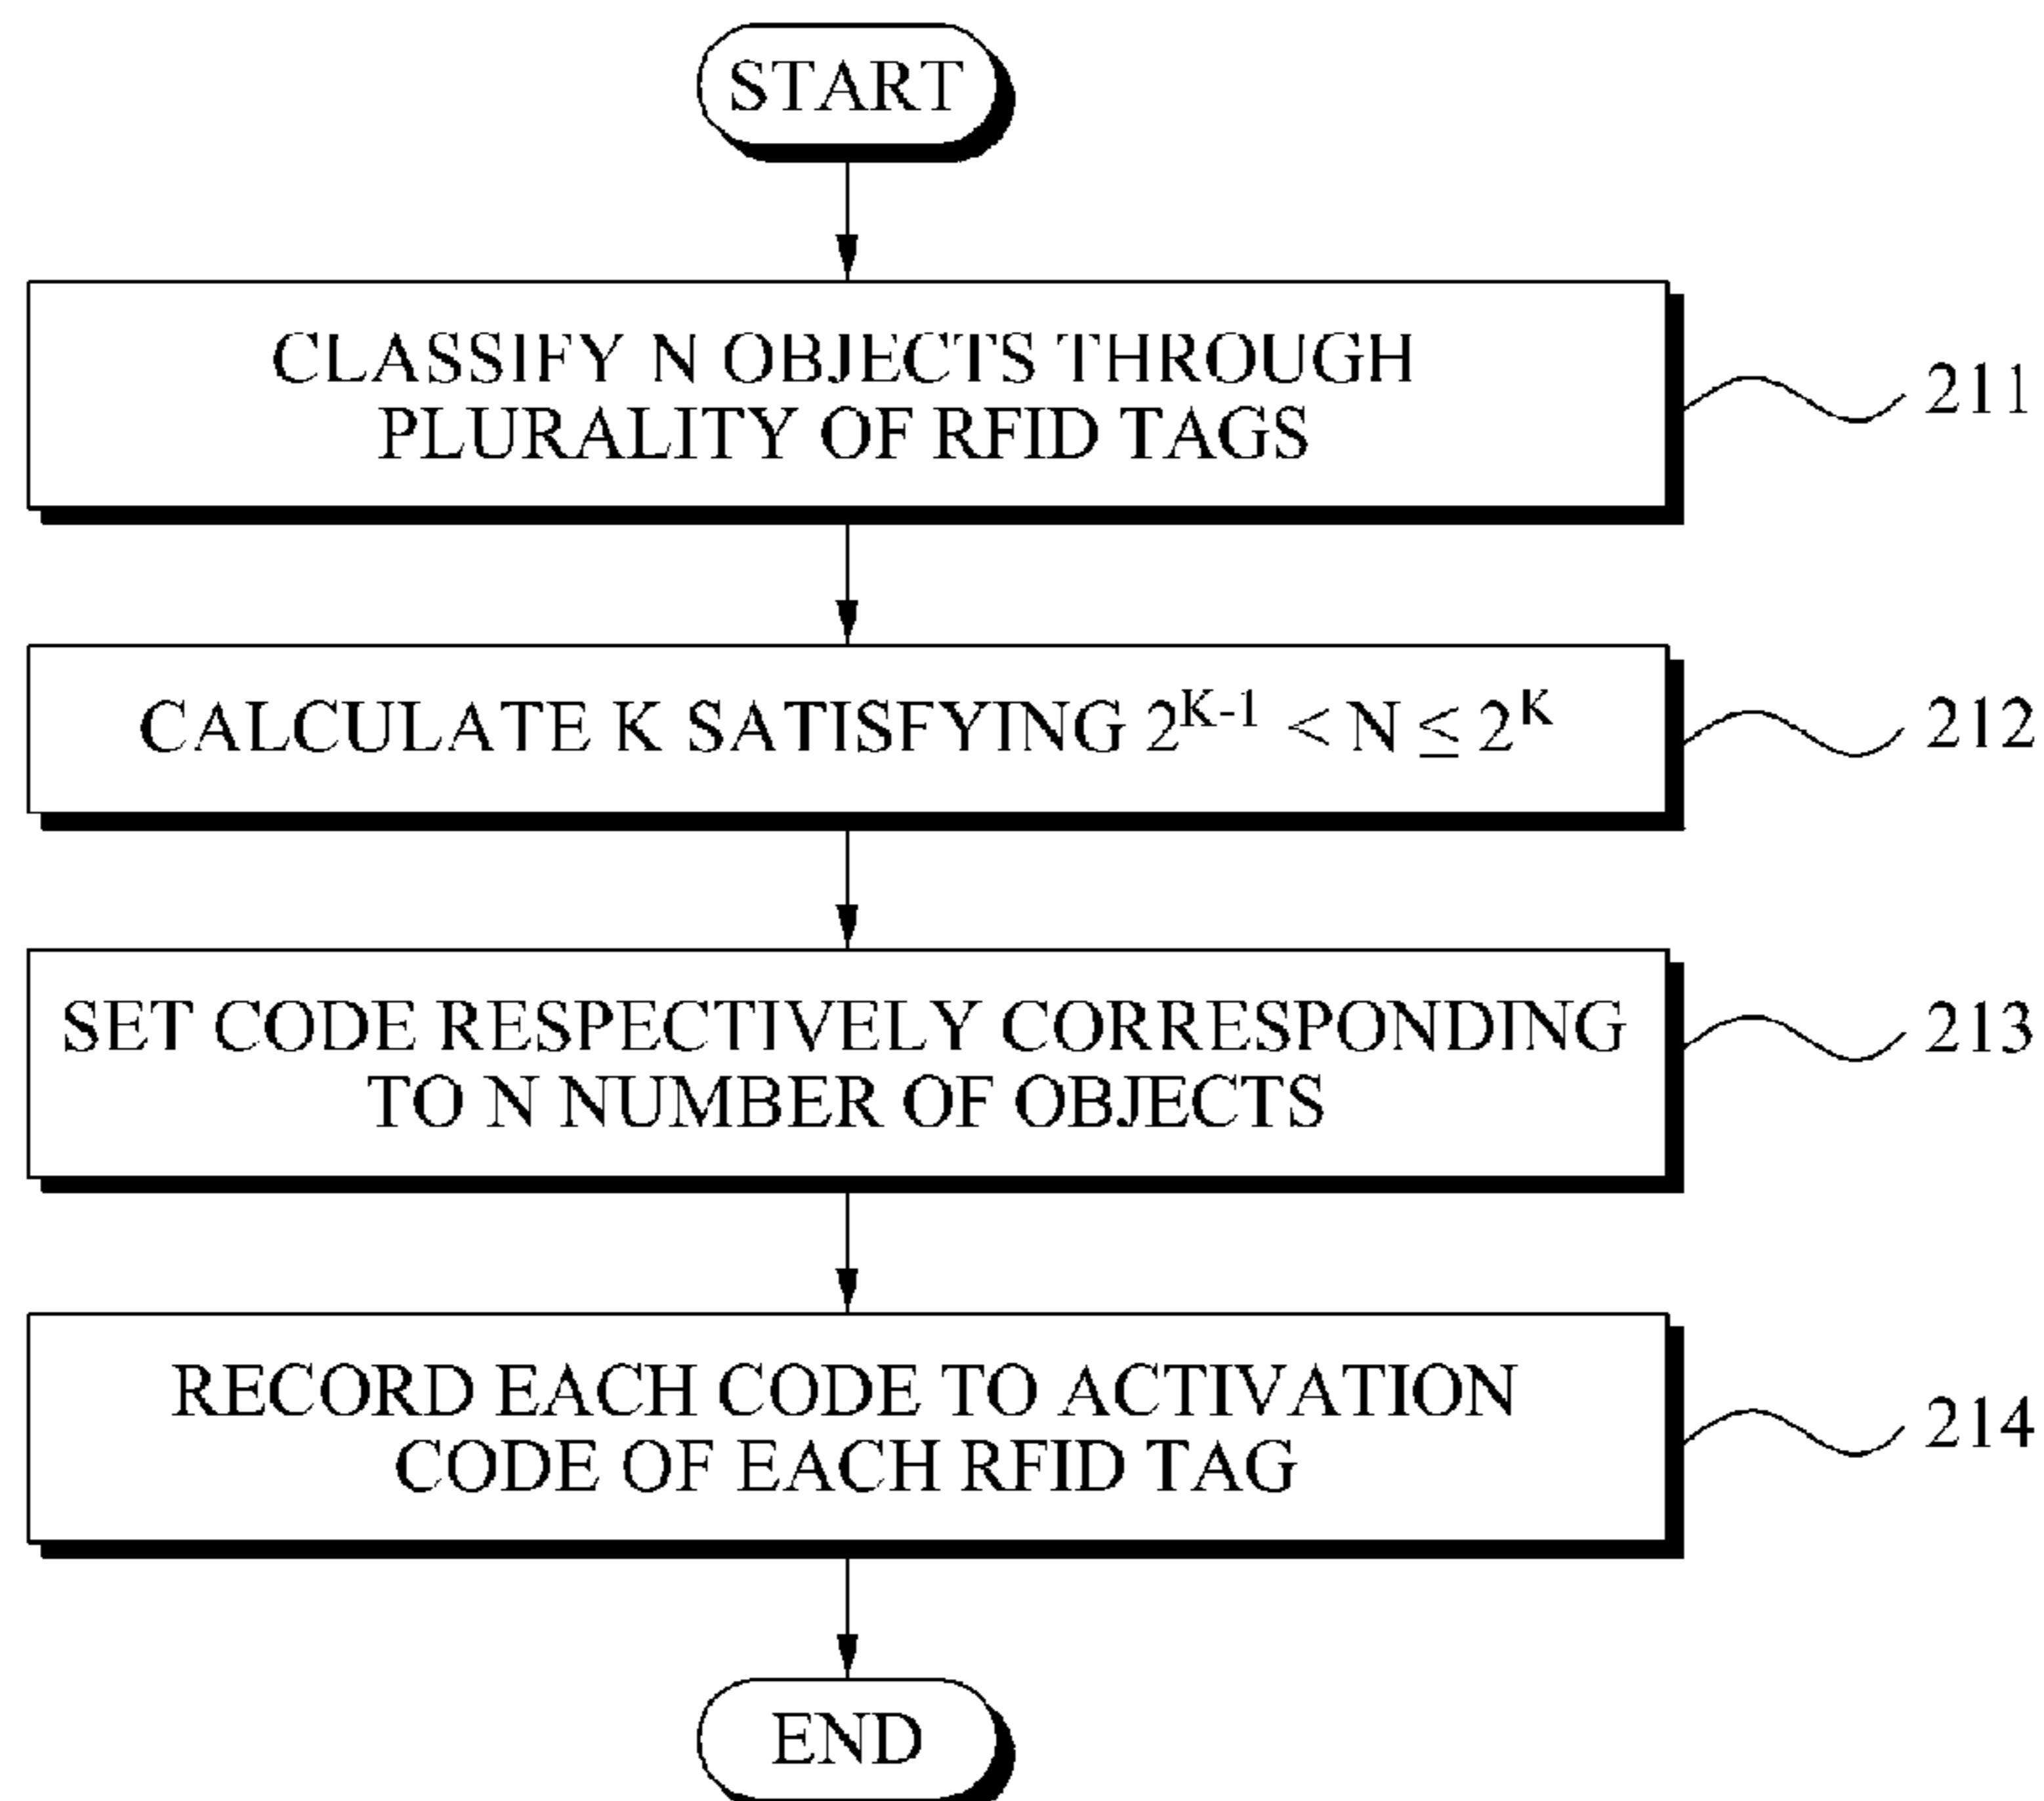 START
CLASSIFY N OBJECTS THROUGH
PLURALITY OF RFID TAGS
211
CALCULATE K SATISFYING 2^{K-1} < N ≤ 2^K
212
SET CODE RESPECTIVELY CORRESPONDING
TO N NUMBER OF OBJECTS
213
RECORD EACH CODE TO ACTIVATION
CODE OF EACH RFID TAG
214
END